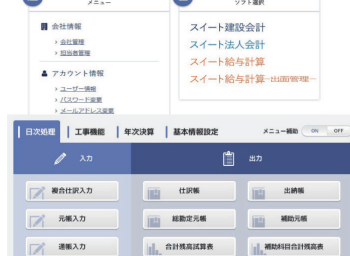 メニュー
会社情報
› 会社管理
› 担当者管理
アカウント情報
› ユーザー情報
› パスワード変更
› メールアドレス変更
ソフト選択
スイート建設会計
スイート法人会計
スイート給与計算
スイート給与計算-出面管理-
日次処理 工事機能 年次決算 基本情報設定 メニュー補助 ON OFF
入力 出力
複合仕訳入力 仕訳帳 出納帳
元帳入力 総勘定元帳 補助元帳
速帳入力 合計残高試算表 補助科目合計残高表